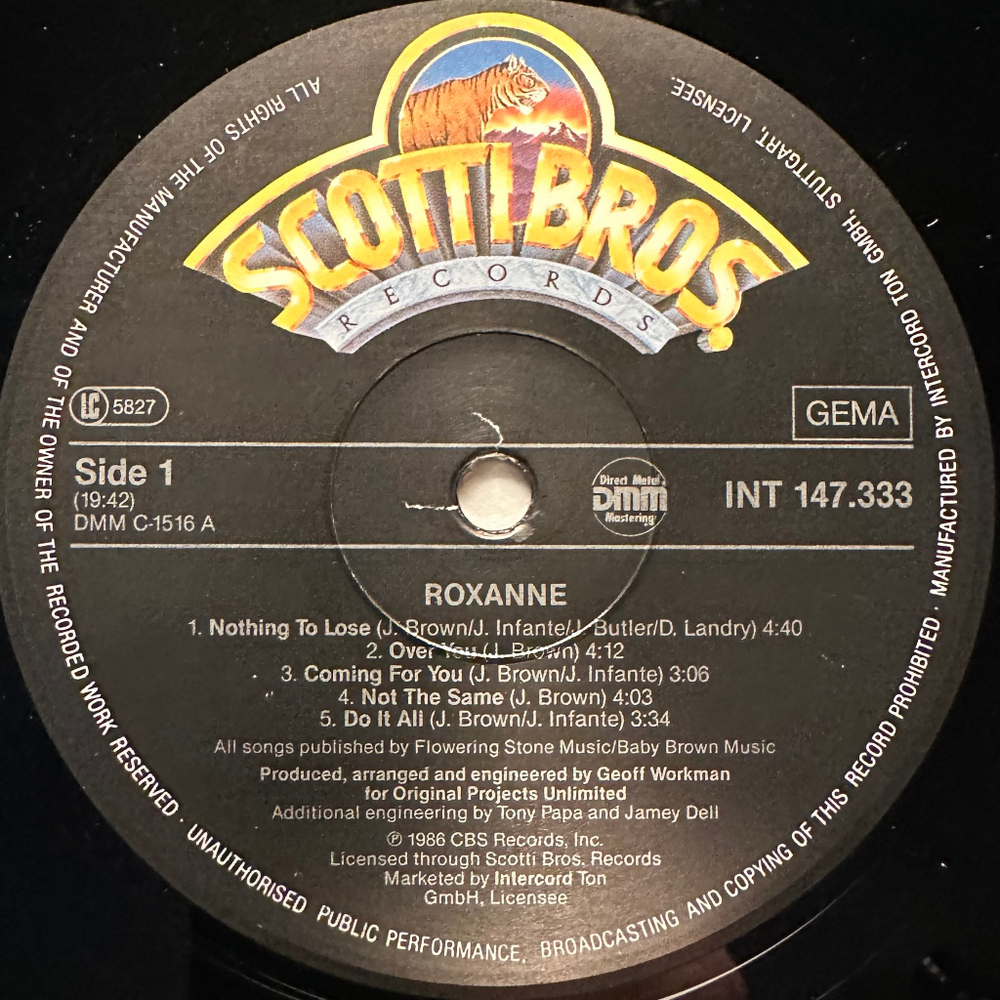 SCOTTI BROS.
RECORDS
LC 5827
GEMA
Side 1
(19:42)
DMM C-1516 A
Direct Metal
DMM
Mastering
INT 147.333
ROXANNE
1. Nothing To Lose (J. Brown/J. Infante/J. Butler/D. Landry) 4:40
2. Over You (J. Brown) 4:12
3. Coming For You (J. Brown/J. Infante) 3:06
4. Not The Same (J. Brown) 4:03
5. Do It All (J. Brown/J. Infante) 3:34
All songs published by Flowering Stone Music/Baby Brown Music
Produced, arranged and engineered by Geoff Workman
for Original Projects Unlimited
Additional engineering by Tony Papa and Jamey Dell
℗ 1986 CBS Records, Inc.
Licensed through Scotti Bros. Records
Marketed by Intercord Ton
GmbH, Licensee
ALL RIGHTS OF THE MANUFACTURER AND OF THE OWNER OF THE RECORDED WORK RESERVED · UNAUTHORISED PUBLIC PERFORMANCE, BROADCASTING AND COPYING OF THIS RECORD PROHIBITED · MANUFACTURED BY INTERCORD TON GMBH, STUTTGART, LICENSEE.